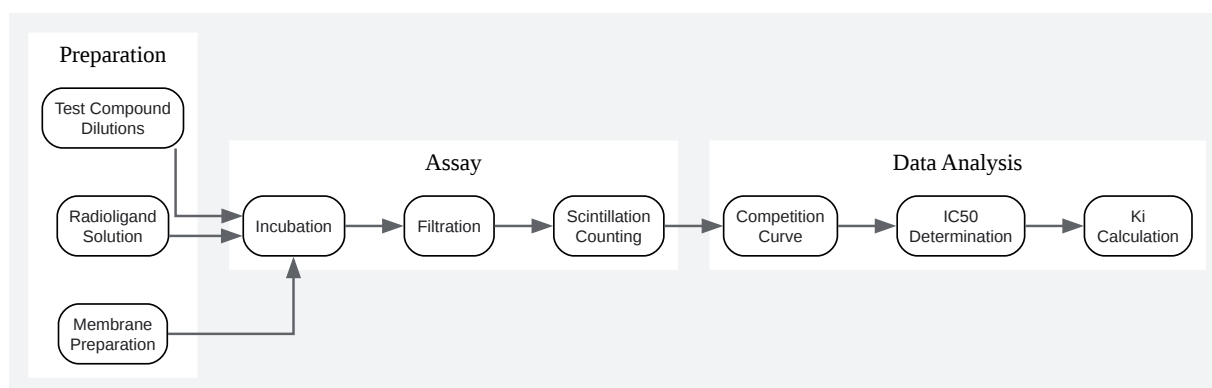 Preparation
Test Compound
Dilutions
Radioligand
Solution
Membrane
Preparation
Assay
Incubation
Filtration
Scintillation
Counting
Data Analysis
Competition
Curve
IC50
Determination
Ki
Calculation